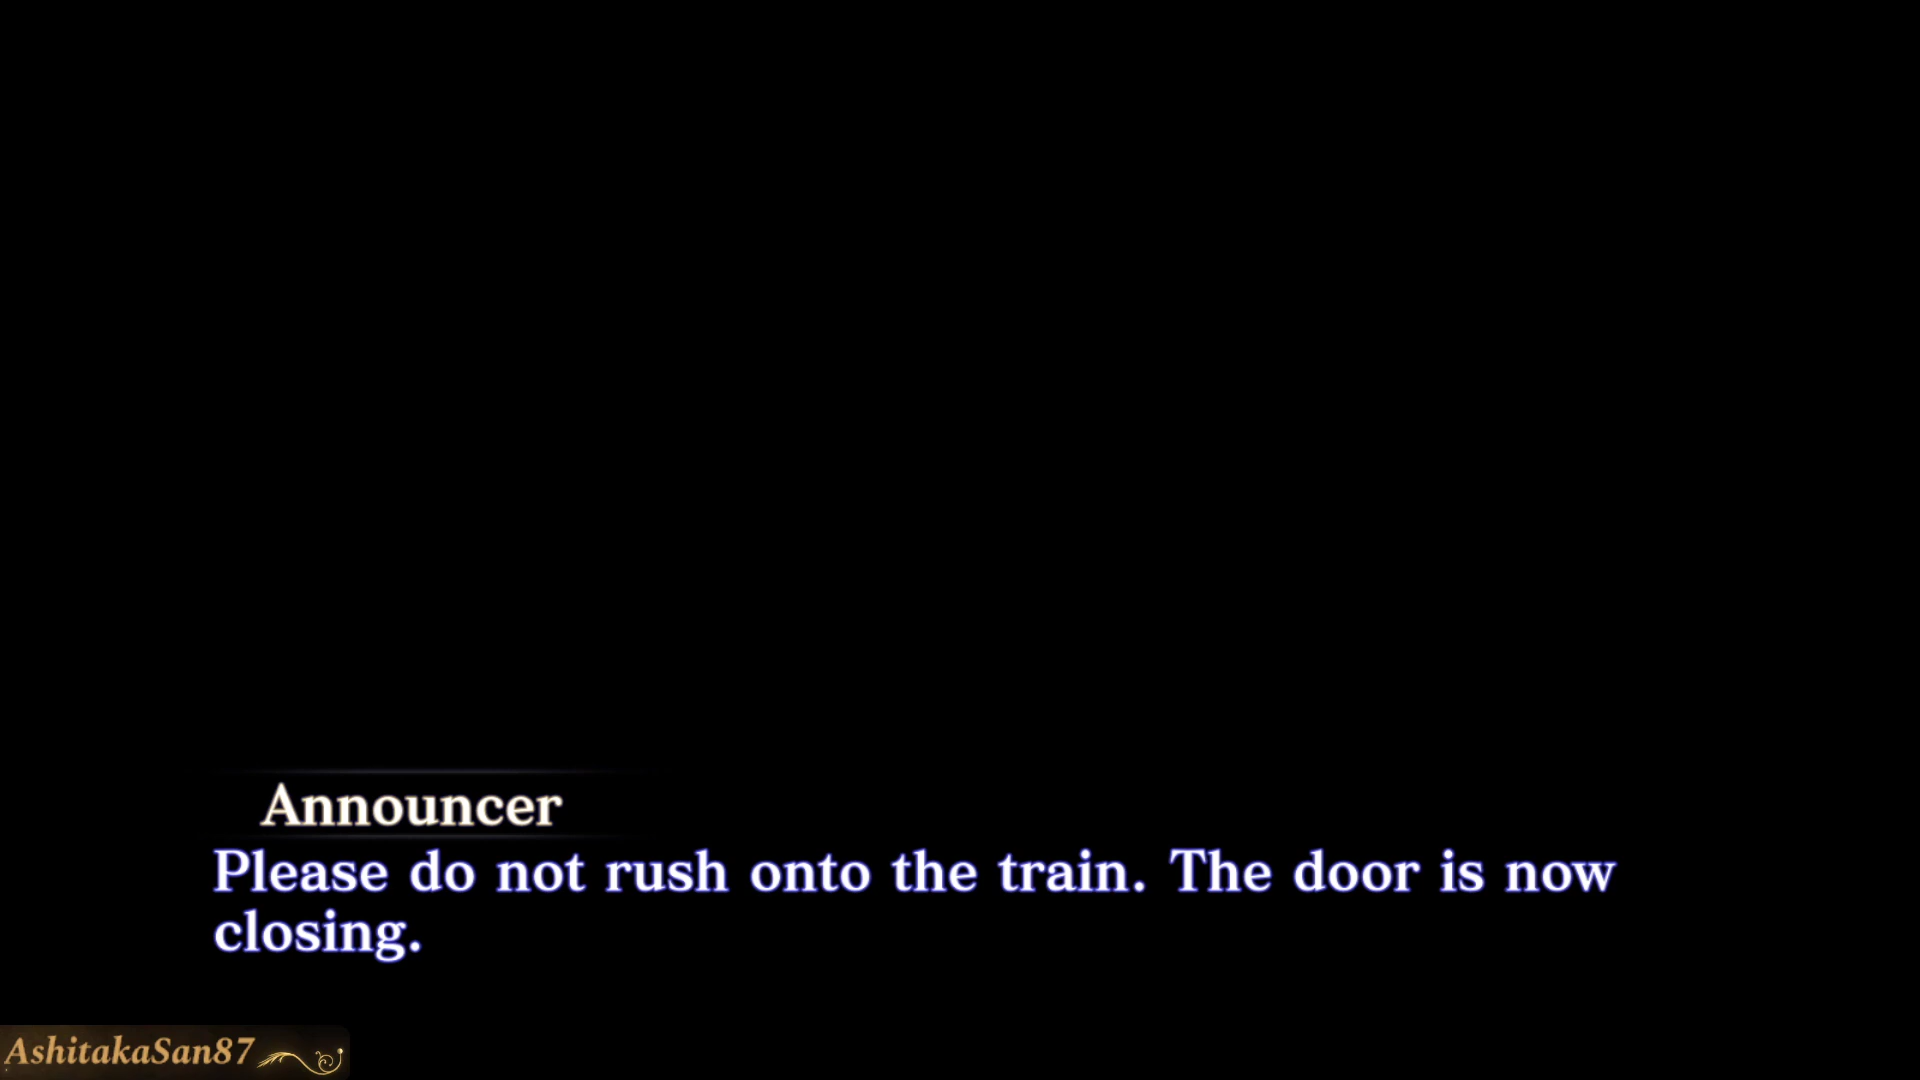 Announcer
Please do not rush onto the train. The door is now
closing.
AshitakaSan87